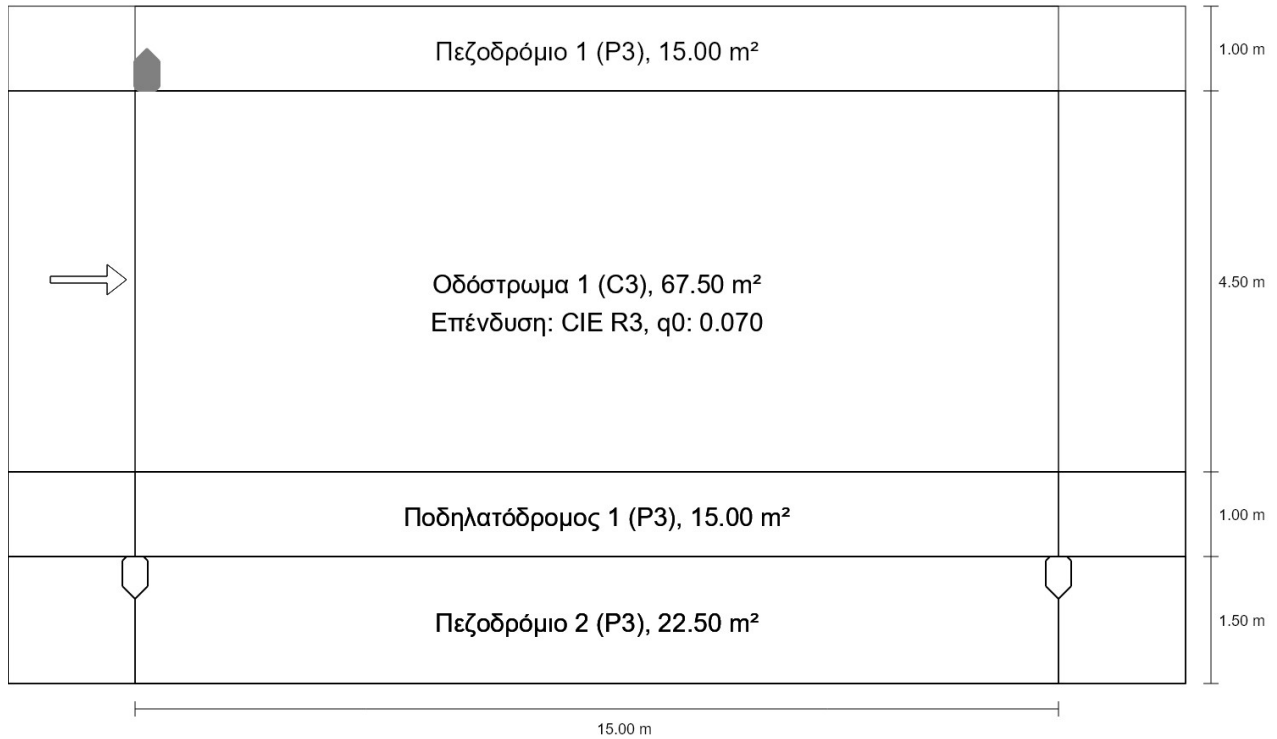 Πεζοδρόμιο 1 (P3), 15.00 m²
1.00 m
Οδόστρωμα 1 (C3), 67.50 m²
Επένδυση: CIE R3, q0: 0.070
4.50 m
Ποδηλατόδρομος 1 (P3), 15.00 m²
1.00 m
Πεζοδρόμιο 2 (P3), 22.50 m²
1.50 m
15.00 m